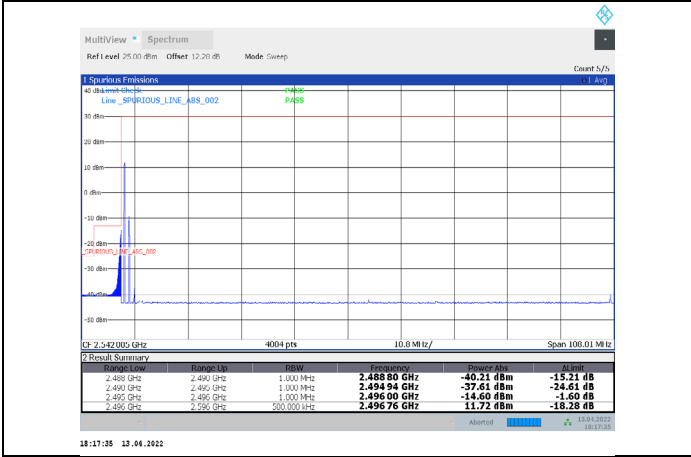 MultiView Spectrum
Ref Level 25.00 dBm Offset 12.28 dB Mode Sweep
Count 5/5
1 Spurious Emissions 1 Avg
40 dBm Limit Check PASS
Line _SPURIOUS_LINE_ABS_002 PASS
30 dBm
20 dBm
10 dBm
0 dBm
-10 dBm
-20 dBm
_SPURIOUS_LINE_ABS_002
-30 dBm
-40 dBm
-50 dBm
CF 2.542005 GHz 4004 pts 10.8 MHz/ Span 108.01 MHz
2 Result Summary
Range Low Range Up RBW Frequency Power Abs ΔLimit
2.488 GHz 2.490 GHz 1.000 MHz 2.488 80 GHz -40.21 dBm -15.21 dB
2.490 GHz 2.495 GHz 1.000 MHz 2.494 94 GHz -37.61 dBm -24.61 dB
2.495 GHz 2.496 GHz 1.000 MHz 2.496 00 GHz -14.60 dBm -1.60 dB
2.496 GHz 2.596 GHz 500.000 kHz 2.496 76 GHz 11.72 dBm -18.28 dB
Aborted 13.04.2022
18:17:35
18:17:35 13.04.2022